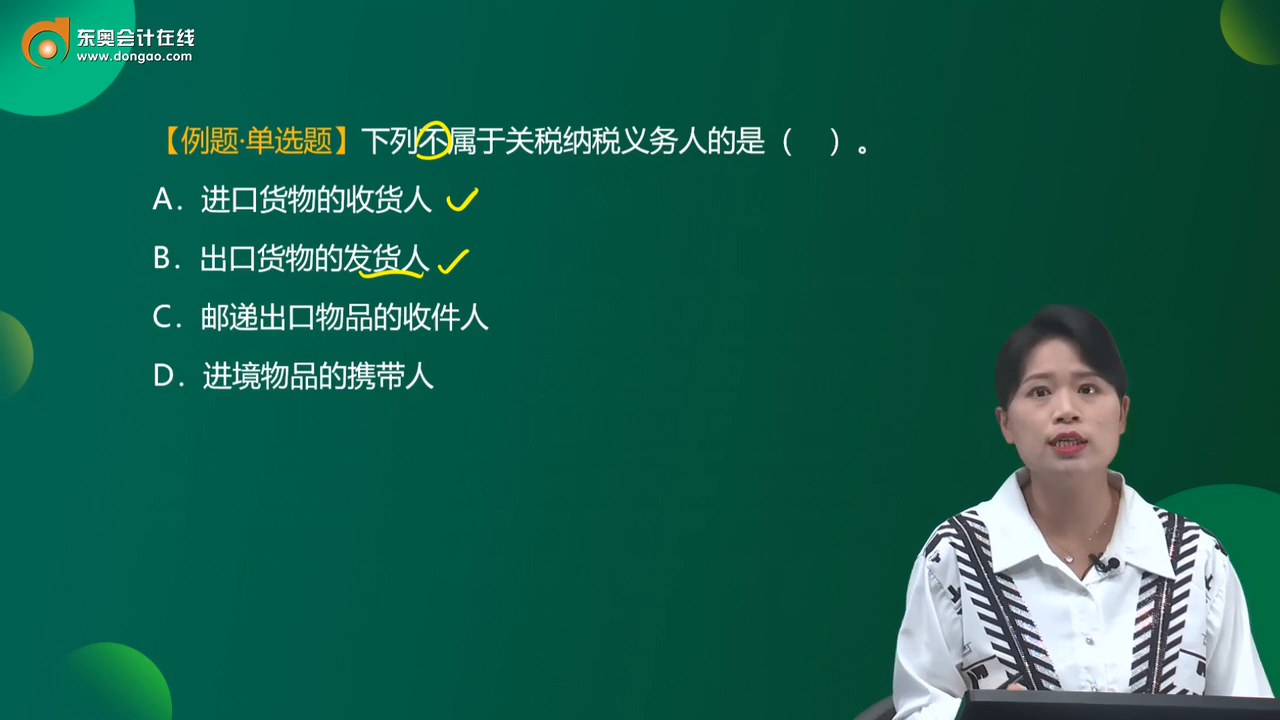 东奥会计在线
www.dongao.com
【例题·单选题】下列不属于关税纳税义务人的是（ ）。
A．进口货物的收货人
B．出口货物的发货人
C．邮递出口物品的收件人
D．进境物品的携带人